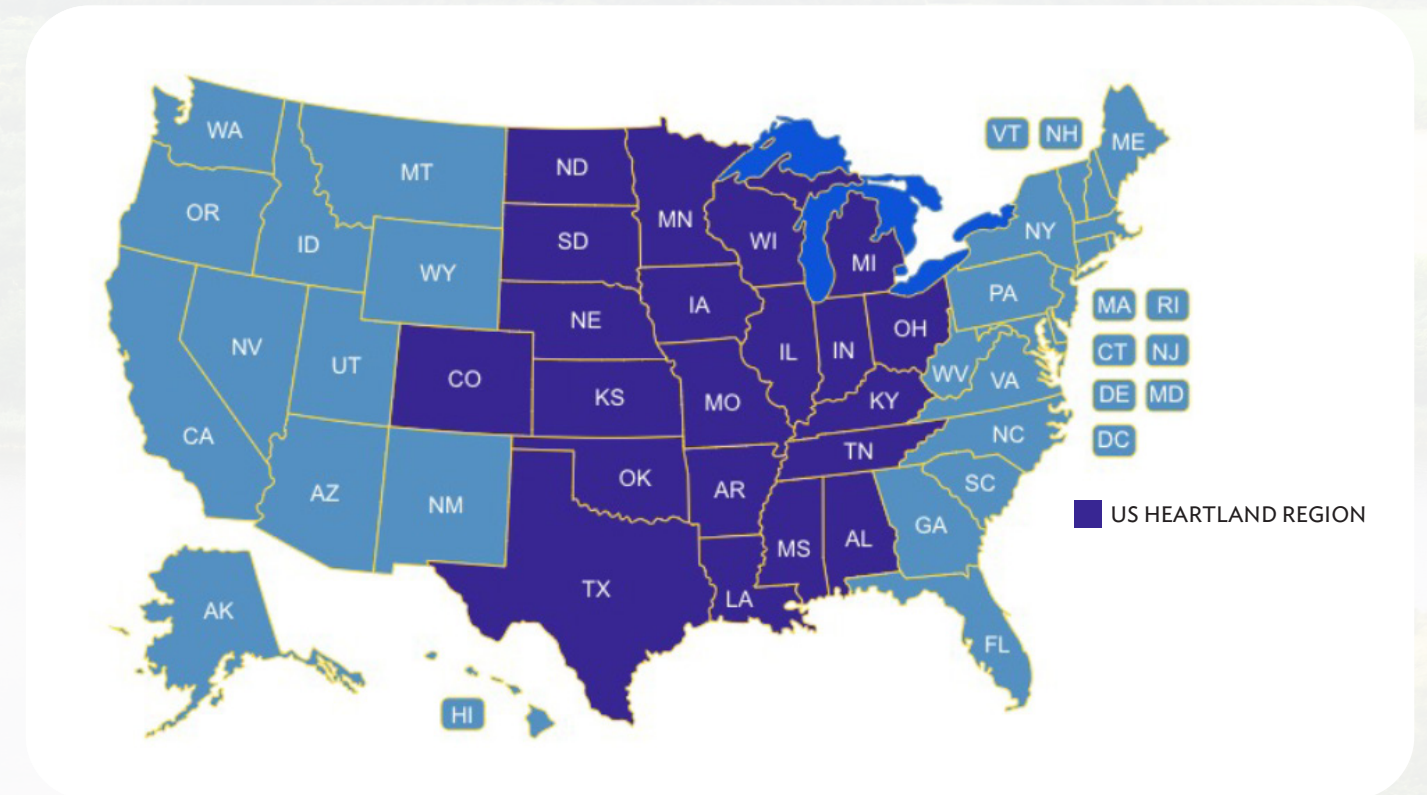 WA
MT
ND
MN
VT NH
ME
OR
ID
SD
WI
MI
NY
WY
NE
IA
PA
MA RI
NV
UT
CO
KS
MO
IL
IN
OH
WV
VA
CT NJ
DE MD
DC
CA
AZ
NM
OK
AR
KY
TN
NC
SC
US HEARTLAND REGION
TX
LA
MS
AL
GA
AK
HI
FL